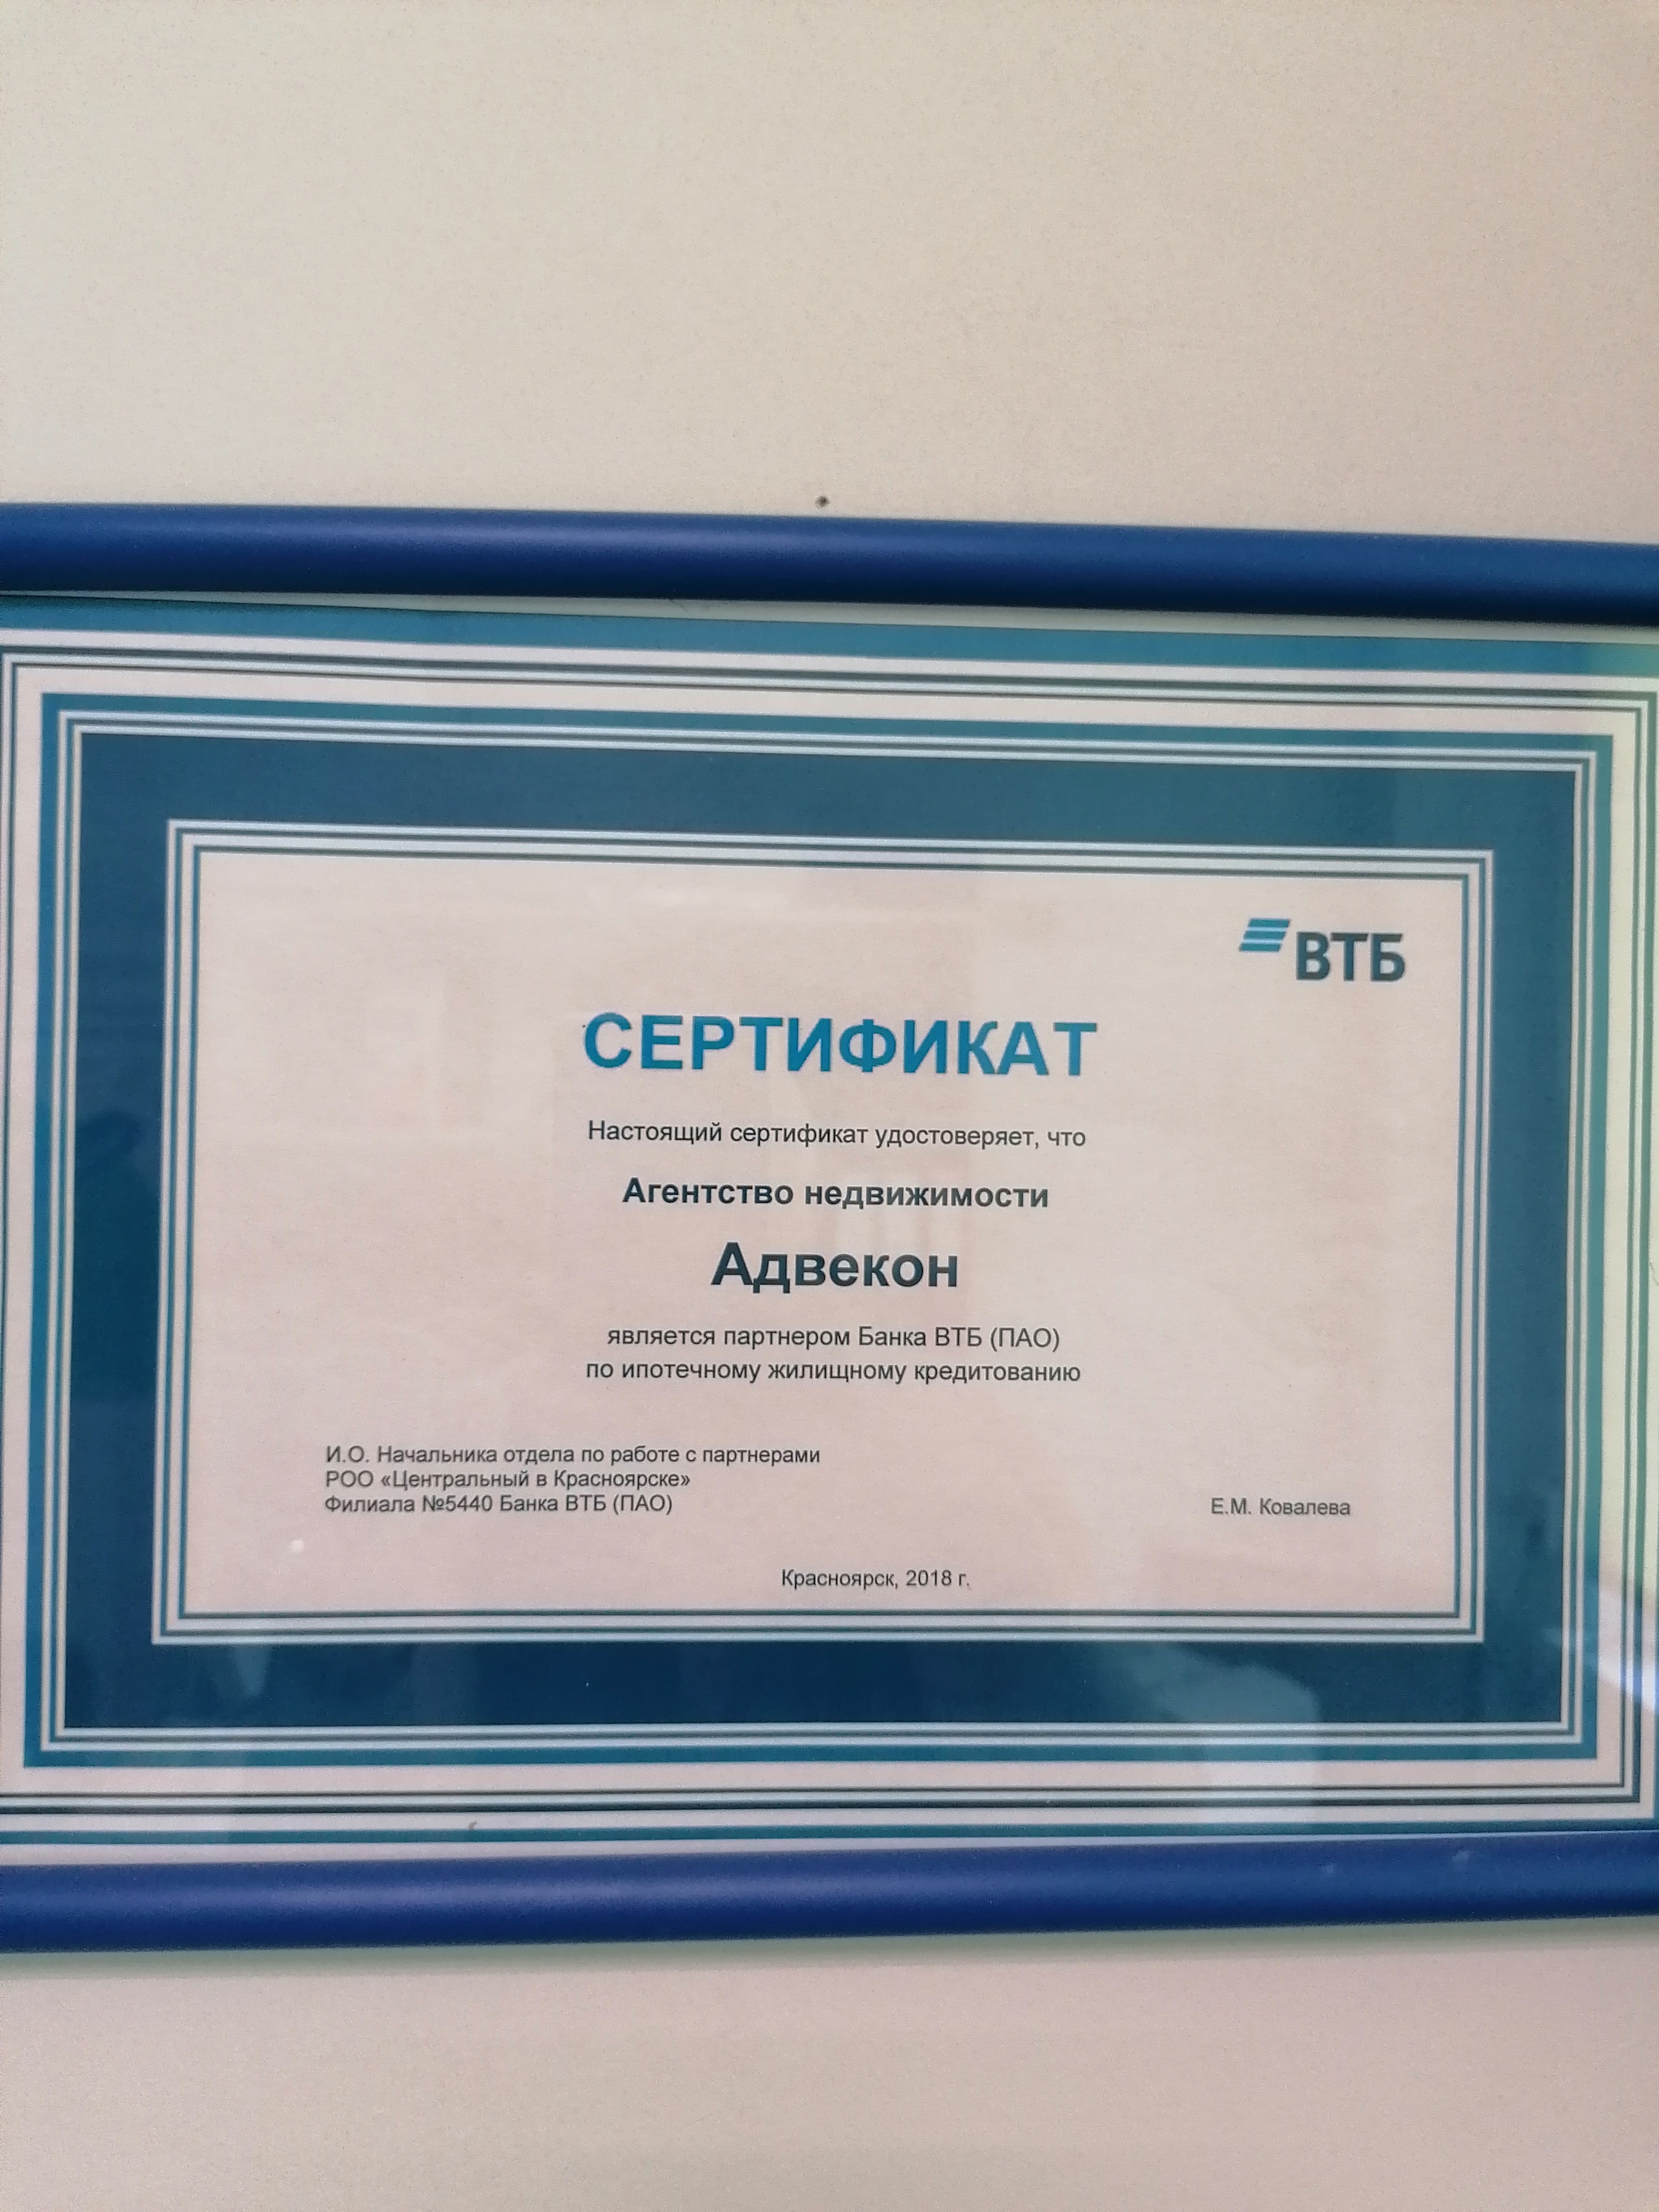 ВТБ
СЕРТИФИКАТ
Настоящий сертификат удостоверяет, что
Агентство недвижимости
Адвекон
является партнером Банка ВТБ (ПАО)
по ипотечному жилищному кредитованию
И.О. Начальника отдела по работе с партнерами
РОО «Центральный в Красноярске»
Филиала №5440 Банка ВТБ (ПАО)
Е.М. Ковалева
Красноярск, 2018 г.